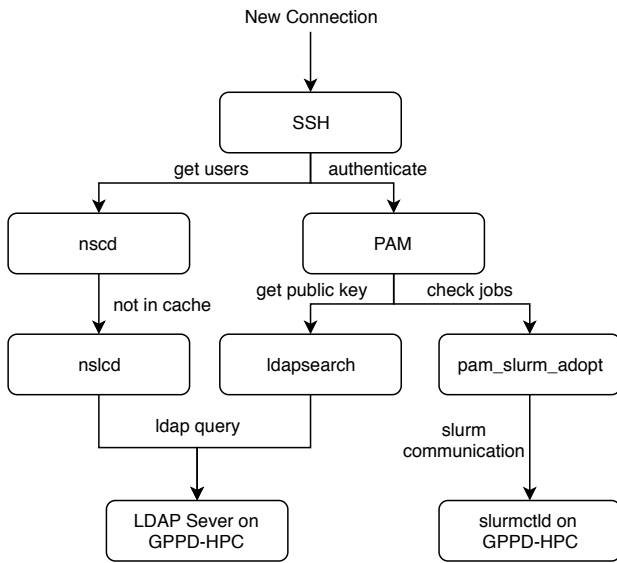 New Connection
SSH
get users
authenticate
nscd
PAM
not in cache
get public key
check jobs
nslcd
ldapsearch
pam_slurm_adopt
ldap query
slurm
communication
LDAP Sever on
GPPD-HPC
slurmctld on
GPPD-HPC